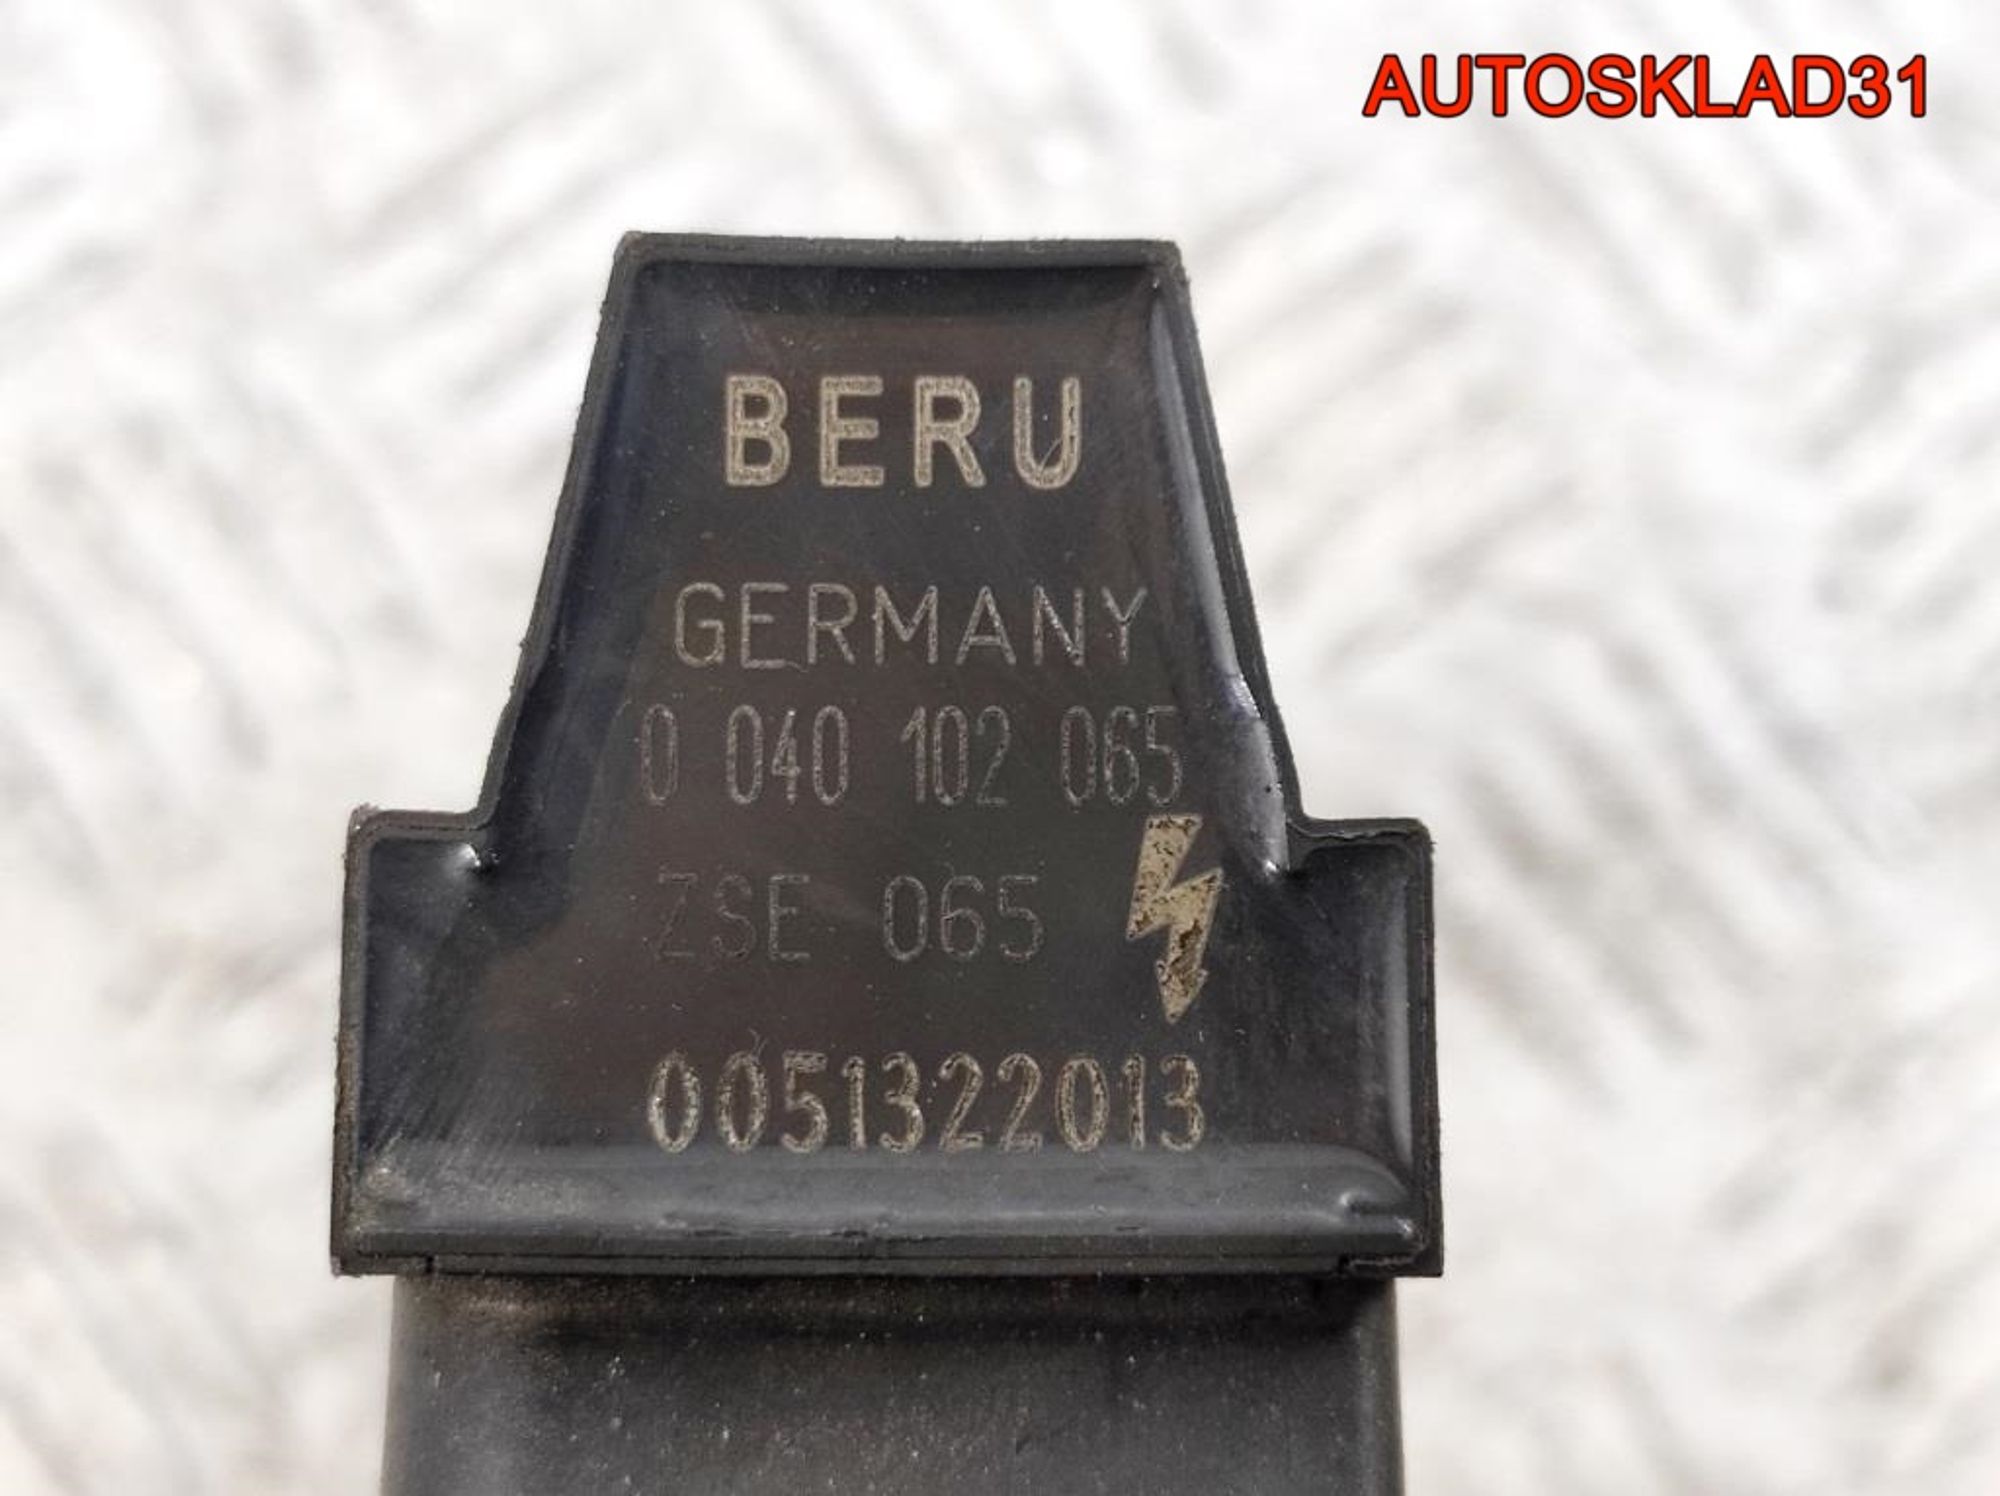 AUTOSKLAD31
BERU
GERMANY
0 040 102 065
ZSE 065
0051322013